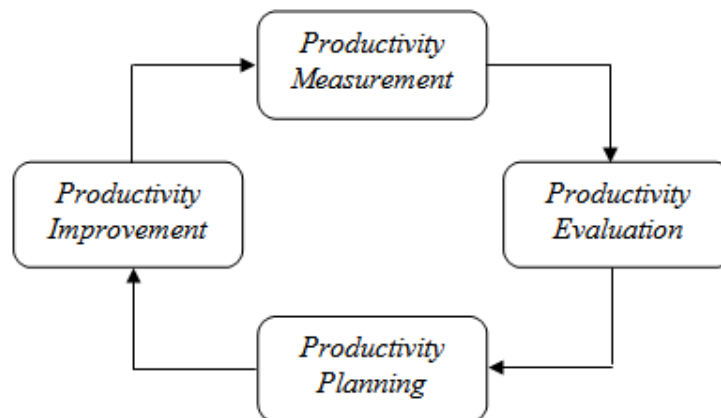 Productivity
Measurement
Productivity
Improvement
Productivity
Evaluation
Productivity
Planning